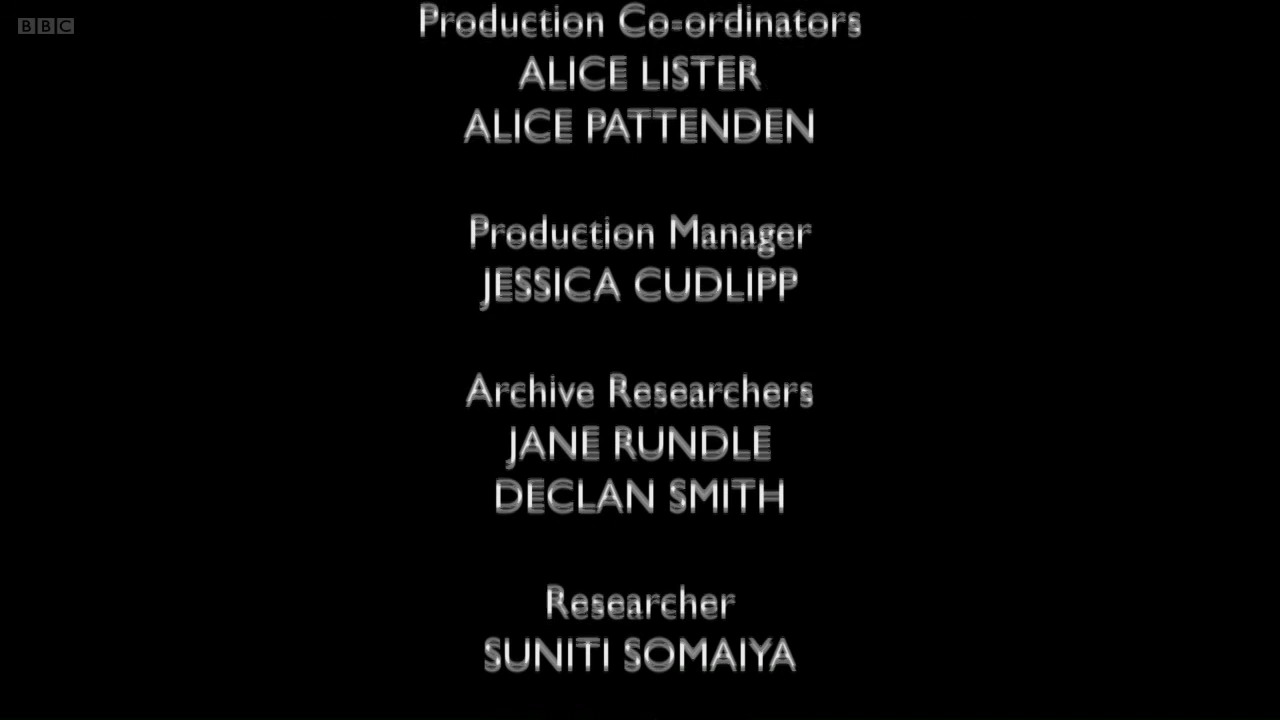 BBC
Production Co-ordinators
ALICE LISTER
ALICE PATTENDEN
Production Manager
JESSICA CUDLIPP
Archive Researchers
JANE RUNDLE
DECLAN SMITH
Researcher
SUNITI SOMAIYA